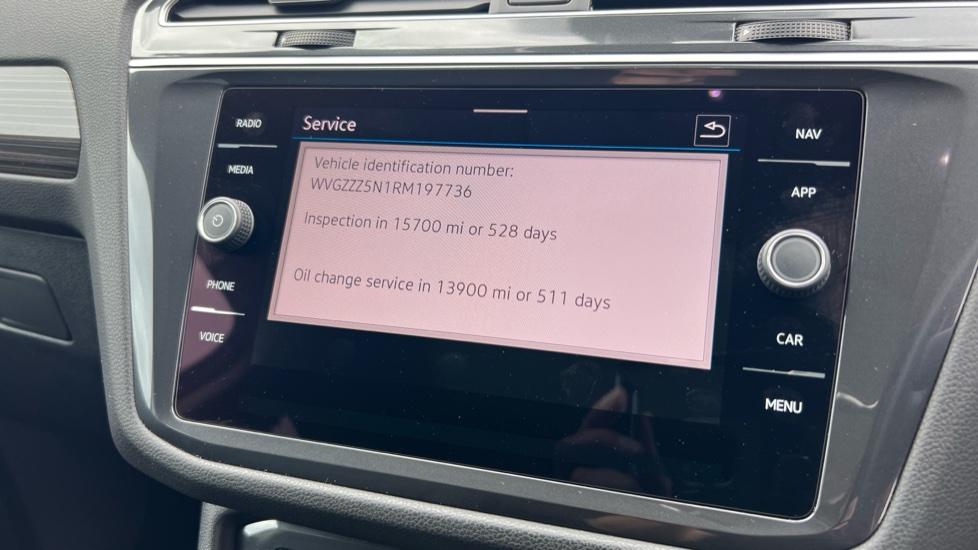 Service
RADIO
MEDIA
PHONE
VOICE
Vehicle identification number:
WVGZZZ5N1RM197736
Inspection in 15700 mi or 528 days
Oil change service in 13900 mi or 511 days
NAV
APP
CAR
MENU